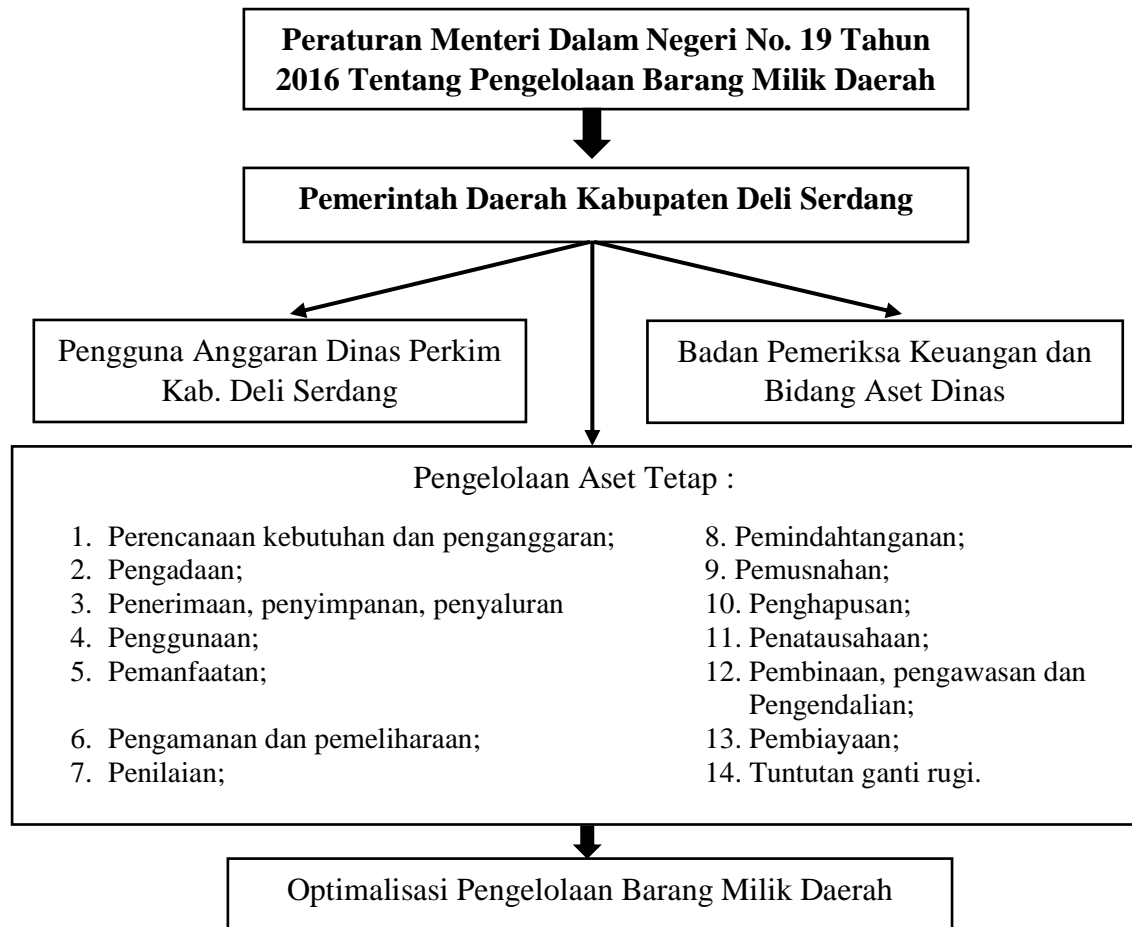 Peraturan Menteri Dalam Negeri No. 19 Tahun
2016 Tentang Pengelolaan Barang Milik Daerah
Pemerintah Daerah Kabupaten Deli Serdang
Pengguna Anggaran Dinas Perkim
Kab. Deli Serdang
Badan Pemeriksa Keuangan dan
Bidang Aset Dinas
Pengelolaan Aset Tetap :
1. Perencanaan kebutuhan dan penganggaran;
2. Pengadaan;
3. Penerimaan, penyimpanan, penyaluran
4. Penggunaan;
5. Pemanfaatan;
6. Pengamanan dan pemeliharaan;
7. Penilaian;
8. Pemindahtanganan;
9. Pemusnahan;
10. Penghapusan;
11. Penatausahaan;
12. Pembinaan, pengawasan dan
Pengendalian;
13. Pembiayaan;
14. Tuntutan ganti rugi.
Optimalisasi Pengelolaan Barang Milik Daerah